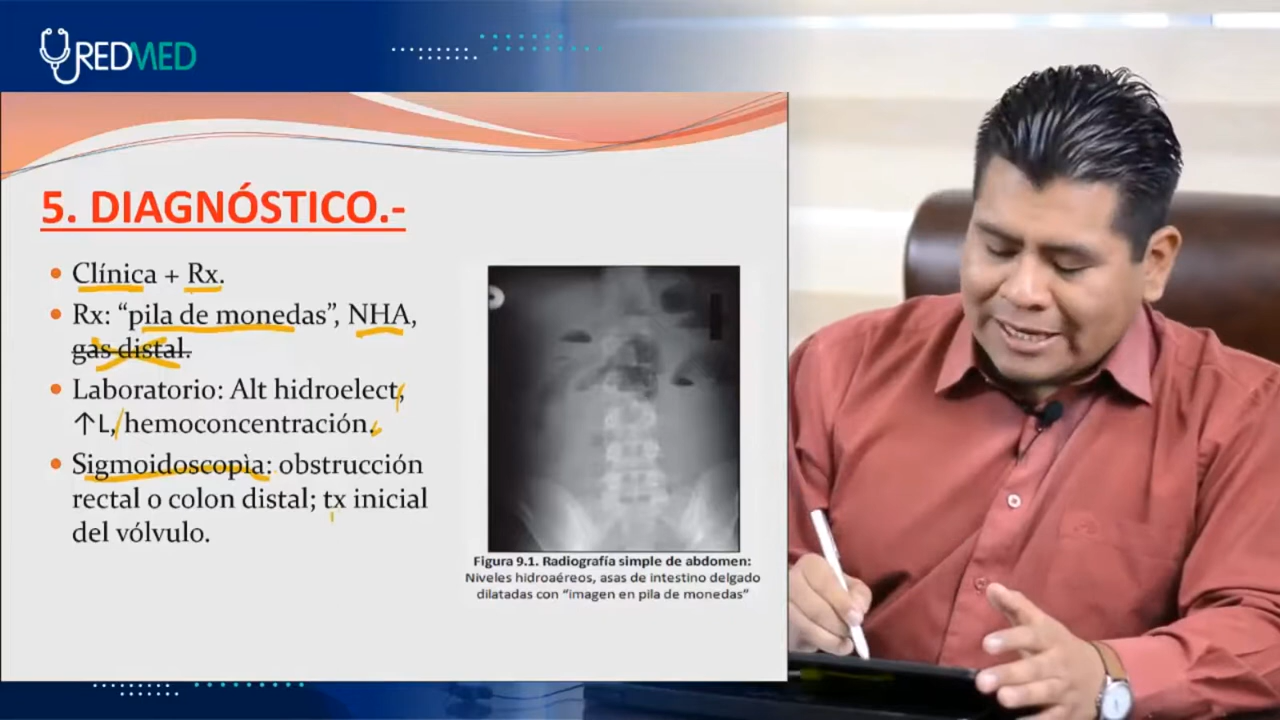 REDMED
5. DIAGNÓSTICO.-
• Clínica + Rx.
• Rx: “pila de monedas”, NHA,
gas distal.
• Laboratorio: Alt hidroelect,
↑L, hemoconcentración.
• Sigmoidoscopìa: obstrucción
rectal o colon distal; tx inicial
del vólvulo.
Figura 9.1. Radiografía simple de abdomen:
Niveles hidroaéreos, asas de intestino delgado
dilatadas con “imagen en pila de monedas”